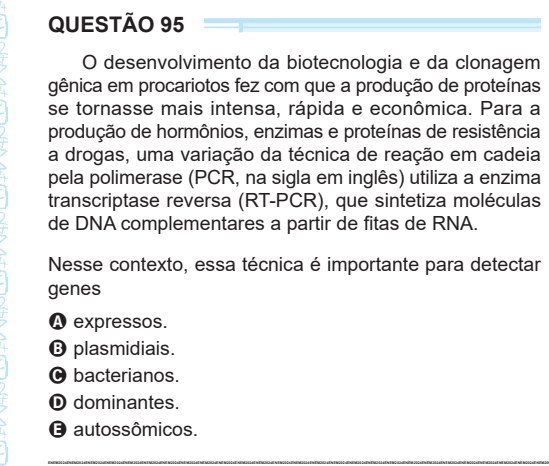 QUESTÃO 95
O desenvolvimento da biotecnologia e da clonagem
gênica em procariotos fez com que a produção de proteínas
se tornasse mais intensa, rápida e econômica. Para a
produção de hormônios, enzimas e proteínas de resistência
a drogas, uma variação da técnica de reação em cadeia
pela polimerase (PCR, na sigla em inglês) utiliza a enzima
transcriptase reversa (RT-PCR), que sintetiza moléculas
de DNA complementares a partir de fitas de RNA.
Nesse contexto, essa técnica é importante para detectar
genes
A expressos.
B plasmidiais.
C bacterianos.
D dominantes.
E autossômicos.